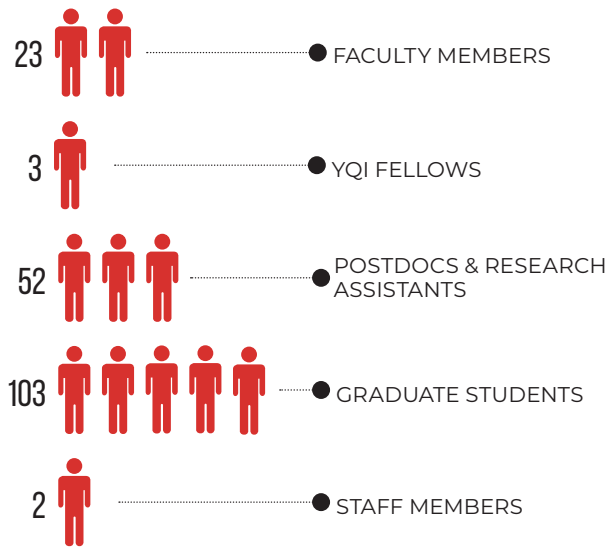 23 FACULTY MEMBERS
3 YQI FELLOWS
52 POSTDOCS & RESEARCH
ASSISTANTS
103 GRADUATE STUDENTS
2 STAFF MEMBERS